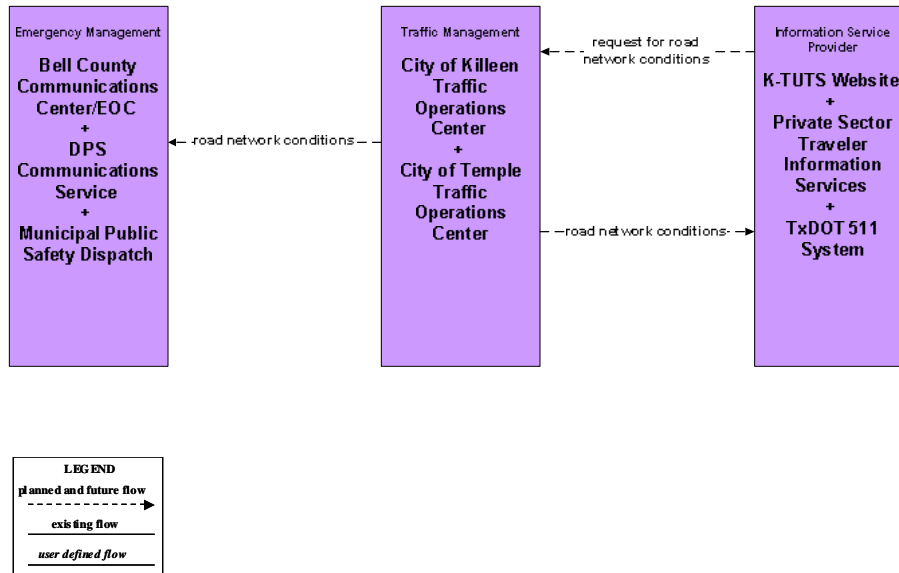 Emergency Management
Bell County
Communications
Center/EOC
+
DPS
Communications
Service
+
Municipal Public
Safety Dispatch
road network conditions
Traffic Management
City of Killeen
Traffic
Operations
Center
+
City of Temple
Traffic
Operations
Center
request for road
network conditions
road network conditions
Information Service
Provider
K-TUTS Website
+
Private Sector
Traveler
Information
Services
+
TxDOT 511
System
LEGEND
planned and future flow
existing flow
user defined flow